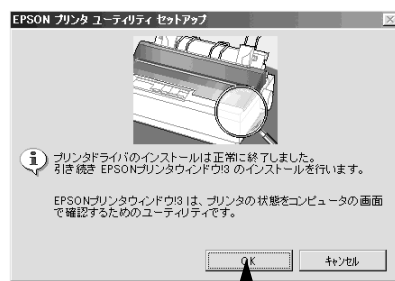 EPSON プリンタ ユーティリティ セットアップ
プリンタドライバのインストールは正常に終了しました。
引き続き EPSONプリンタウィンドウ!3 のインストールを行います。
EPSONプリンタウィンドウ!3 は、プリンタの状態をコンピュータの画面
で確認するためのユーティリティです。
OK
キャンセル